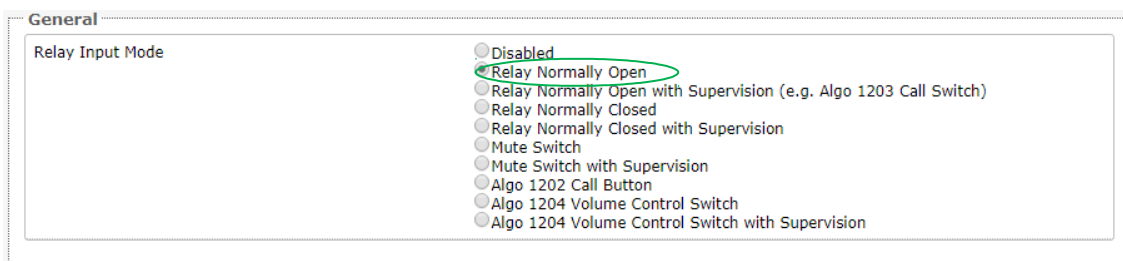 General
Relay Input Mode
Disabled
Relay Normally Open
Relay Normally Open with Supervision (e.g. Algo 1203 Call Switch)
Relay Normally Closed
Relay Normally Closed with Supervision
Mute Switch
Mute Switch with Supervision
Algo 1202 Call Button
Algo 1204 Volume Control Switch
Algo 1204 Volume Control Switch with Supervision